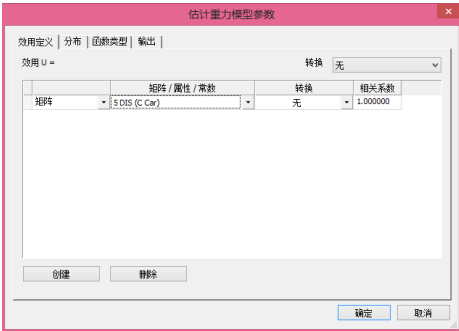 估计重力模型参数
效用定义 分布 函数类型 输出
效用 U = 转换 无
矩阵 / 属性 / 常数 转换 相关系数
矩阵 5 DIS (C Car) 无 1.000000
创建 删除
确定 取消